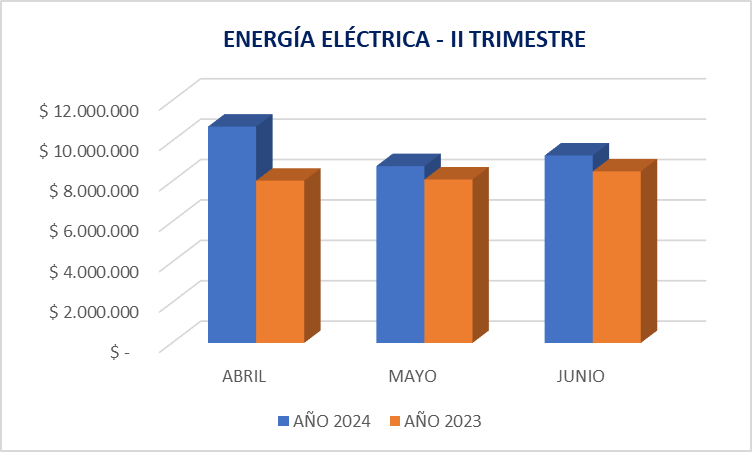 ENERGÍA ELÉCTRICA - II TRIMESTRE
$ 12.000.000
$ 10.000.000
$ 8.000.000
$ 6.000.000
$ 4.000.000
$ 2.000.000
$ -
ABRIL MAYO JUNIO
AÑO 2024 AÑO 2023